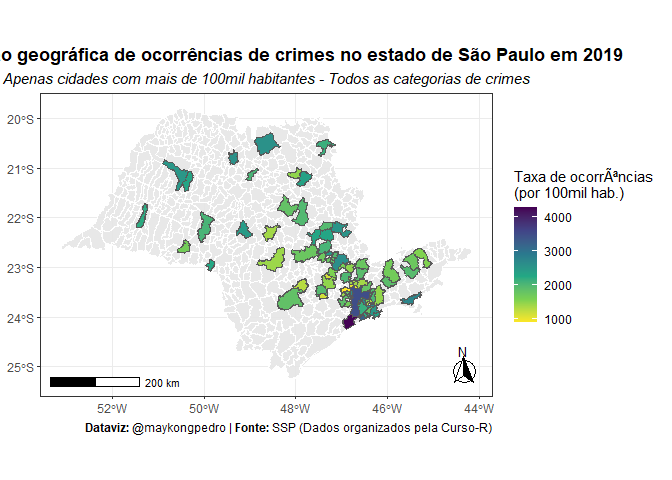 o geográfica de ocorrências de crimes no estado de São Paulo em 2019
Apenas cidades com mais de 100mil habitantes - Todos as categorias de crimes
20°S
21°S
22°S
23°S
24°S
25°S
52°W
50°W
48°W
46°W
44°W
200 km
N
Taxa de ocorrÃªncias
(por 100mil hab.)
4000
3000
2000
1000
Dataviz: @maykongpedro | Fonte: SSP (Dados organizados pela Curso-R)